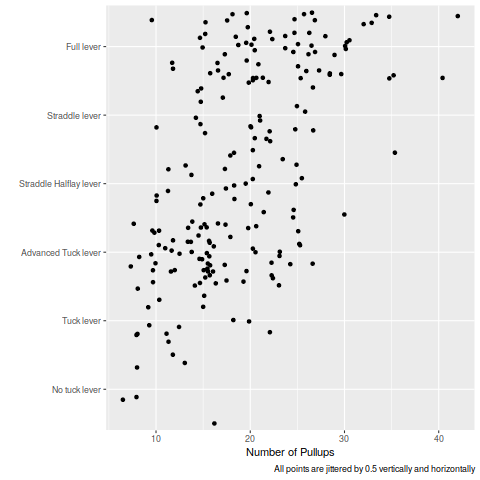 Full lever
Straddle lever
Straddle Halflay lever
Advanced Tuck lever
Tuck lever
No tuck lever
10 20 30 40
Number of Pullups
All points are jittered by 0.5 vertically and horizontally